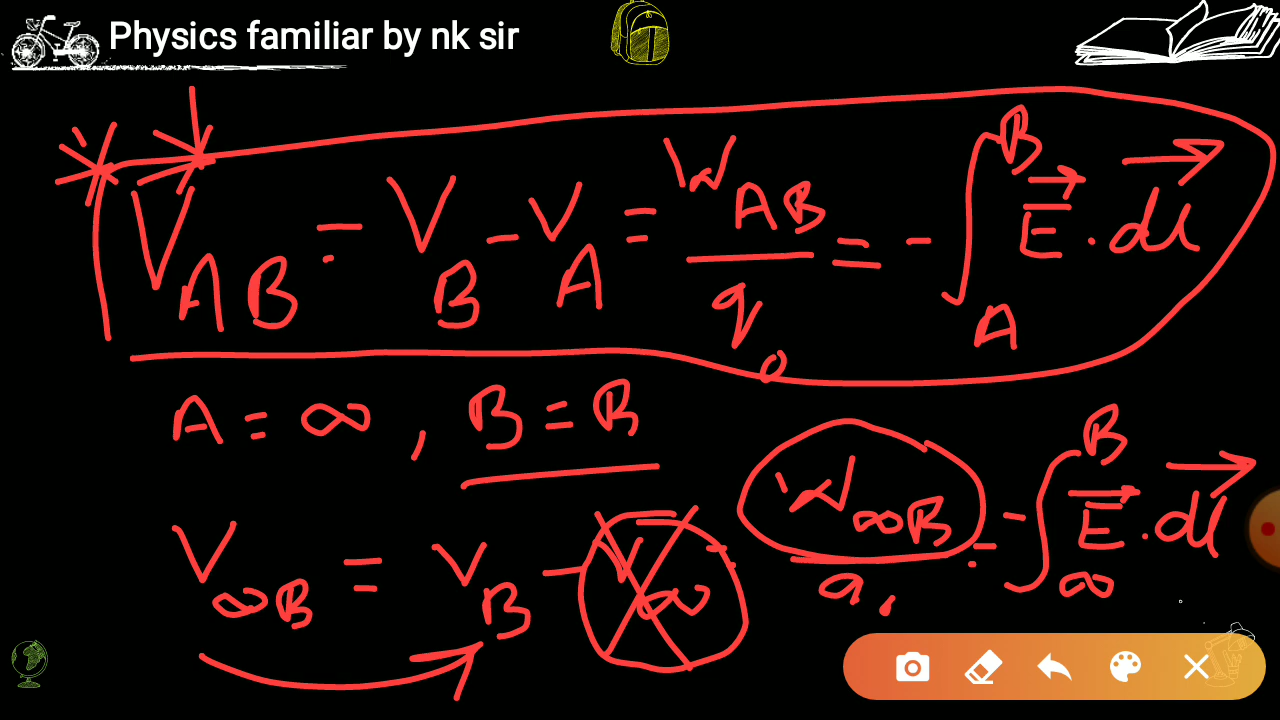 Physics familiar by nk sir
V_AB = V_B - V_A = W_AB / q_0 = - ∫_A^B E⃗ . dl⃗
A = ∞ , B = B
V_∞B = V_B - V_∞ = W_∞B / q_0 = - ∫_∞^B E⃗ . dl⃗